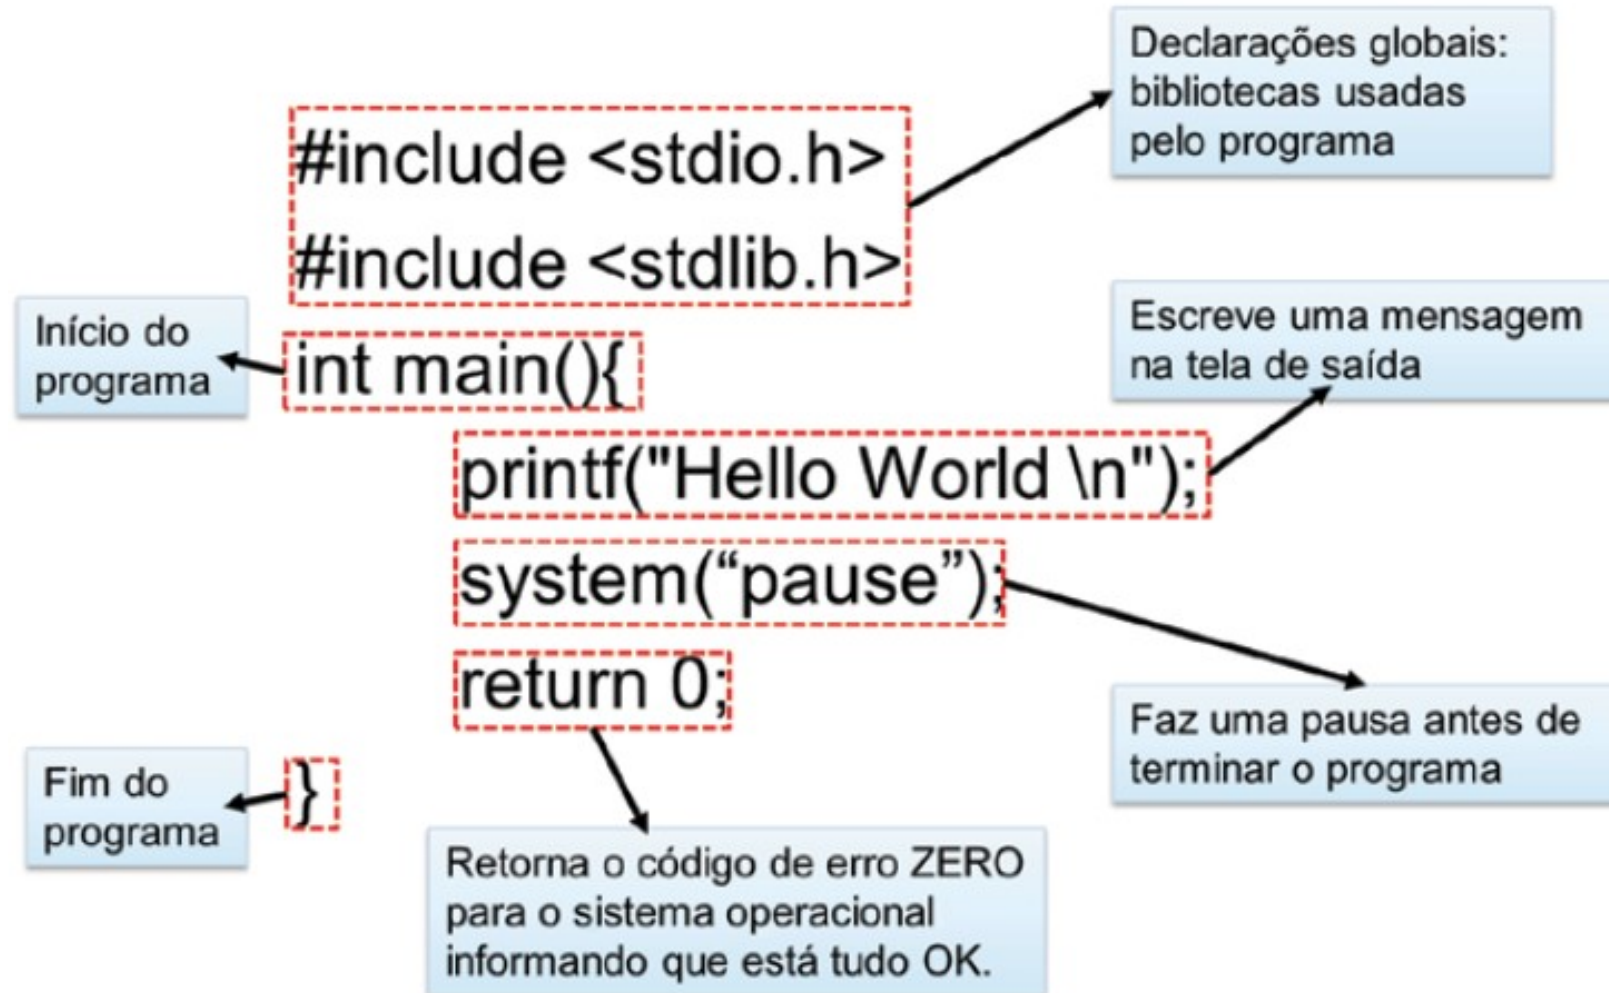 Declarações globais:
bibliotecas usadas
pelo programa
#include <stdio.h>
#include <stdlib.h>
Início do
programa
int main(){
Escreve uma mensagem
na tela de saída
printf("Hello World \n");
system(“pause”);
return 0;
Faz uma pausa antes de
terminar o programa
Fim do
programa
}
Retorna o código de erro ZERO
para o sistema operacional
informando que está tudo OK.